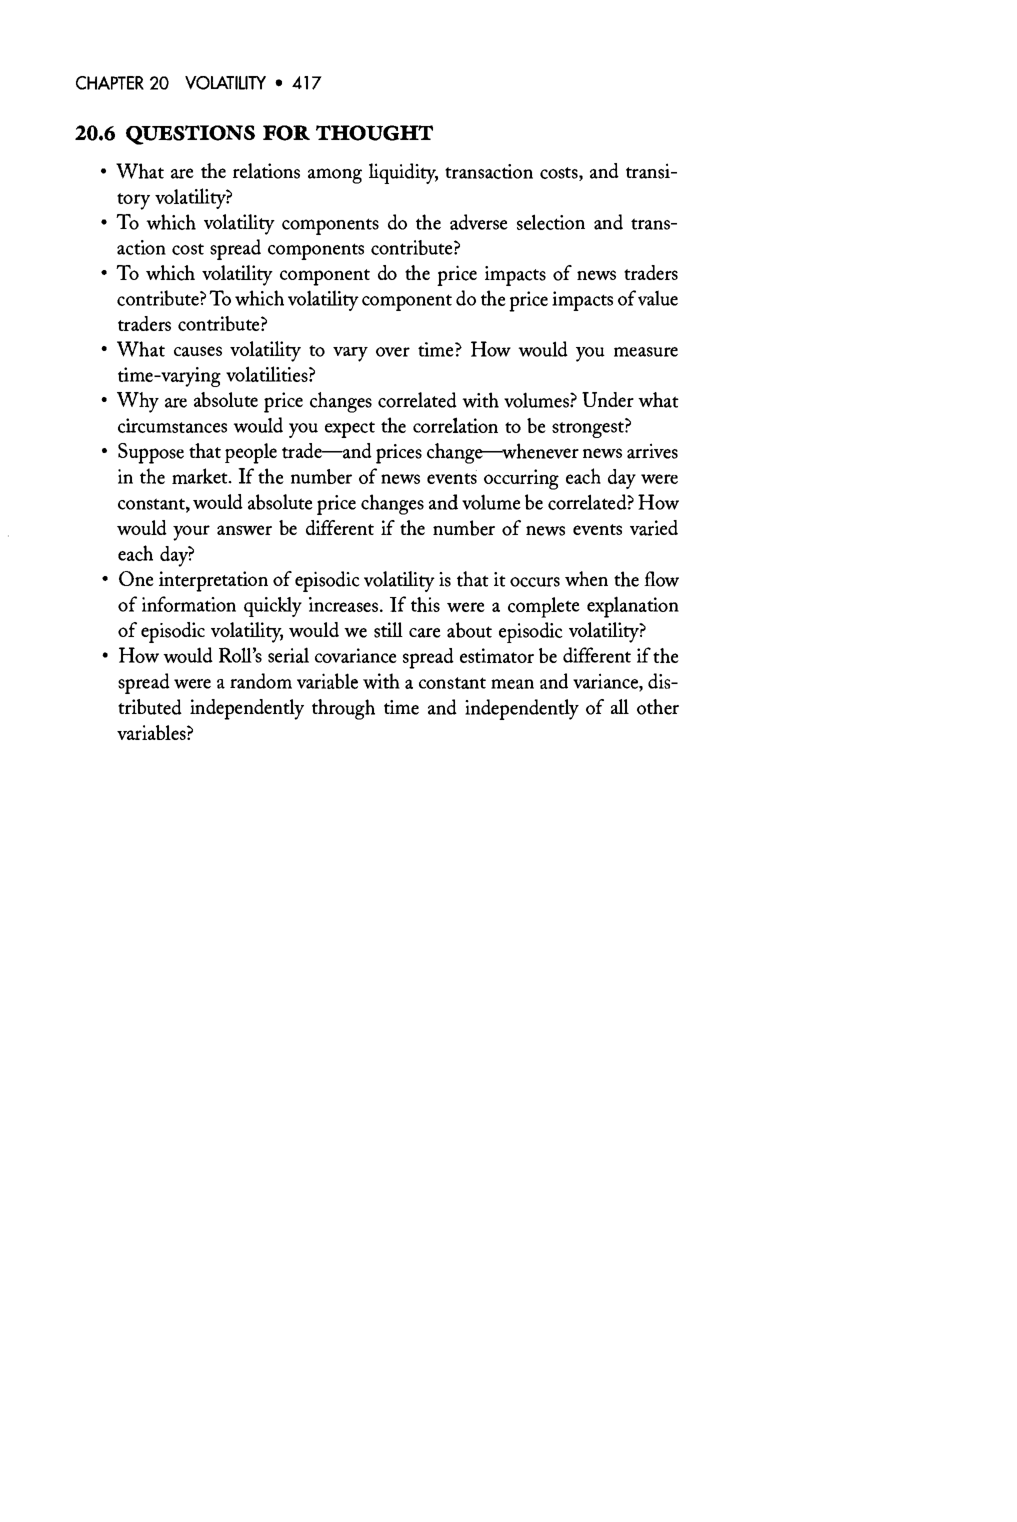 CHAPTER 20 VOLATILITY • 417
20.6 QUESTIONS FOR THOUGHT
• What are the relations among liquidity, transaction costs, and transi-
tory volatility?
• To which volatility components do the adverse selection and trans-
action cost spread components contribute?
• To which volatility component do the price impacts of news traders
contribute? To which volatility component do the price impacts of value
traders contribute?
• What causes volatility to vary over time? How would you measure
time-varying volatilities?
• Why are absolute price changes correlated with volumes? Under what
circumstances would you expect the correlation to be strongest?
• Suppose that people trade—and prices change—whenever news arrives
in the market. If the number of news events occurring each day were
constant, would absolute price changes and volume be correlated? How
would your answer be different if the number of news events varied
each day?
• One interpretation of episodic volatility is that it occurs when the flow
of information quickly increases. If this were a complete explanation
of episodic volatility, would we still care about episodic volatility?
• How would Roll's serial covariance spread estimator be different if the
spread were a random variable with a constant mean and variance, dis-
tributed independently through time and independently of all other
variables?